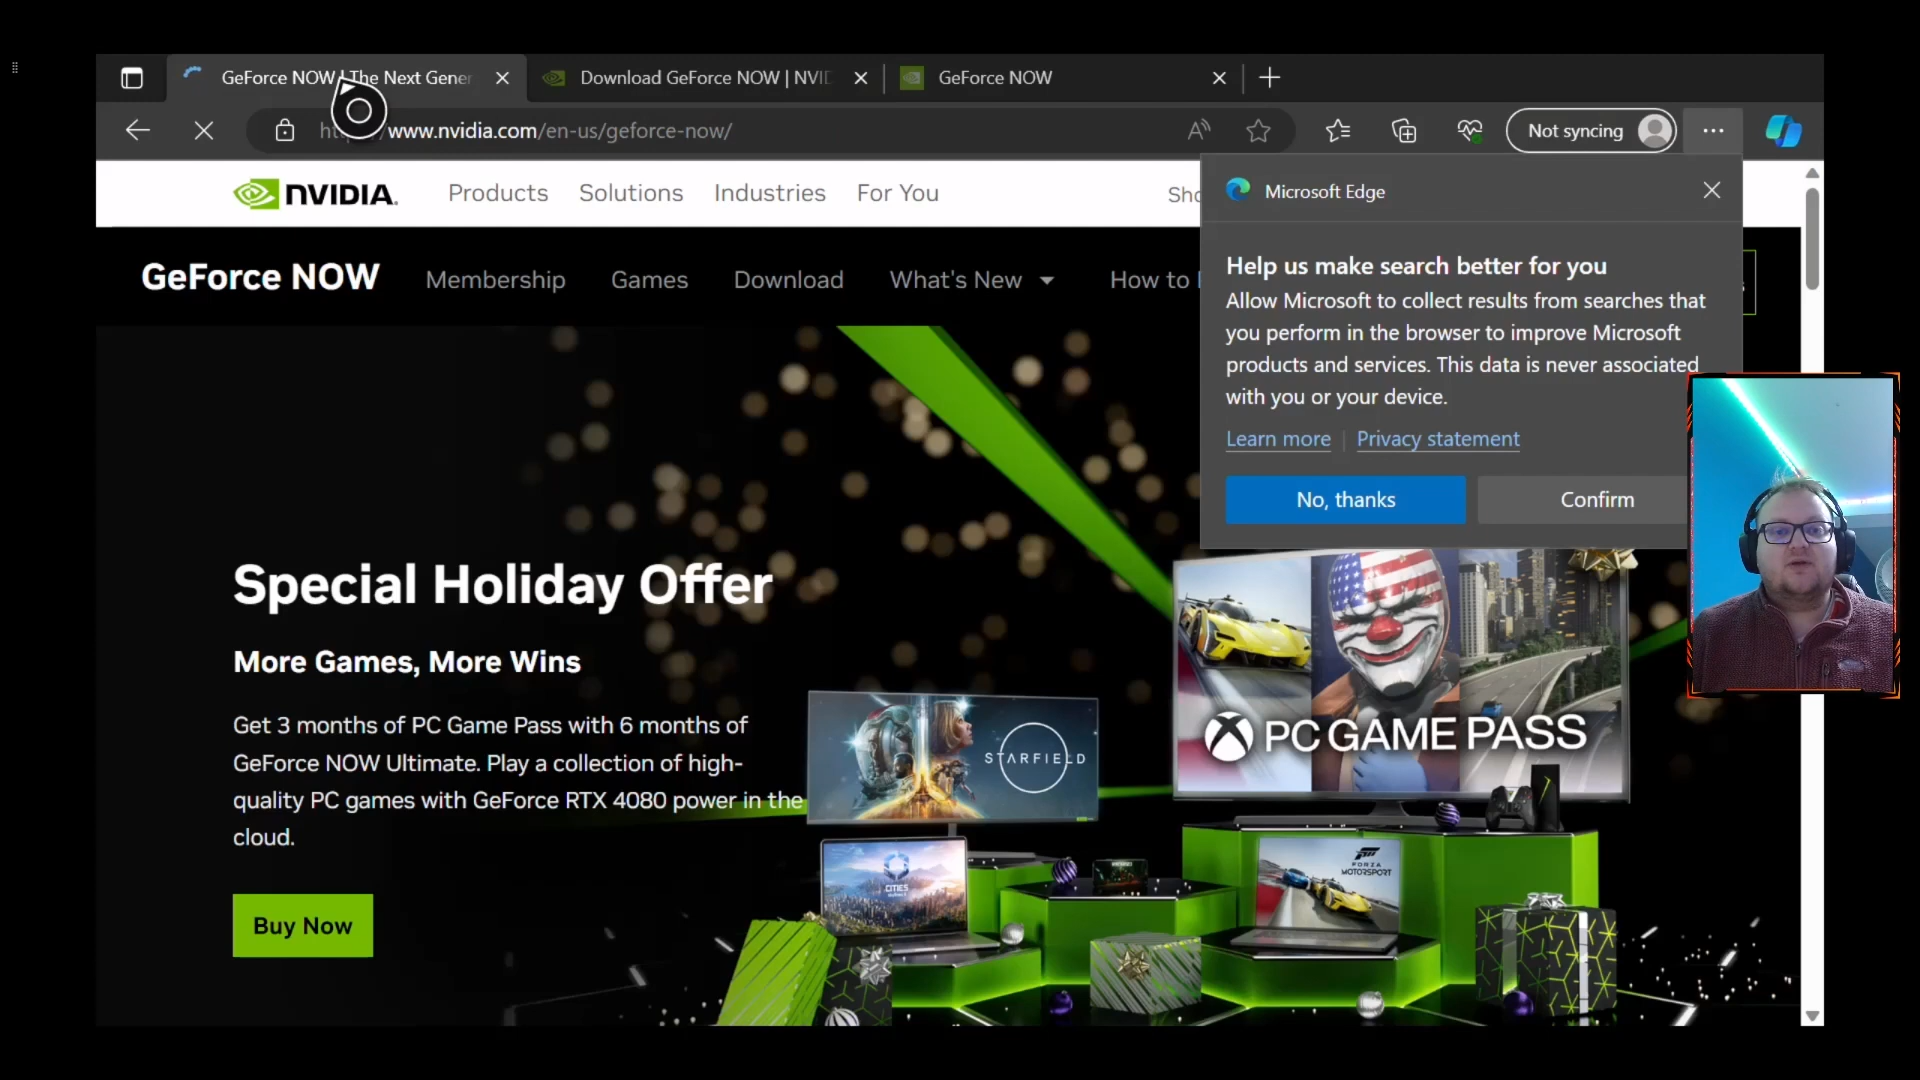 GeForce NOW | The Next Gener
Download GeForce NOW | NVID
GeForce NOW
www.nvidia.com/en-us/geforce-now/
Not syncing
NVIDIA.
Products
Solutions
Industries
For You
GeForce NOW
Membership
Games
Download
What's New
How to
Microsoft Edge
Help us make search better for you
Allow Microsoft to collect results from searches that
you perform in the browser to improve Microsoft
products and services. This data is never associated
with you or your device.
Learn more
Privacy statement
No, thanks
Confirm
Special Holiday Offer
More Games, More Wins
Get 3 months of PC Game Pass with 6 months of
GeForce NOW Ultimate. Play a collection of high-
quality PC games with GeForce RTX 4080 power in the
cloud.
Buy Now
STARFIELD
PC GAME PASS
CITIES
FORZA
MOTORSPORT